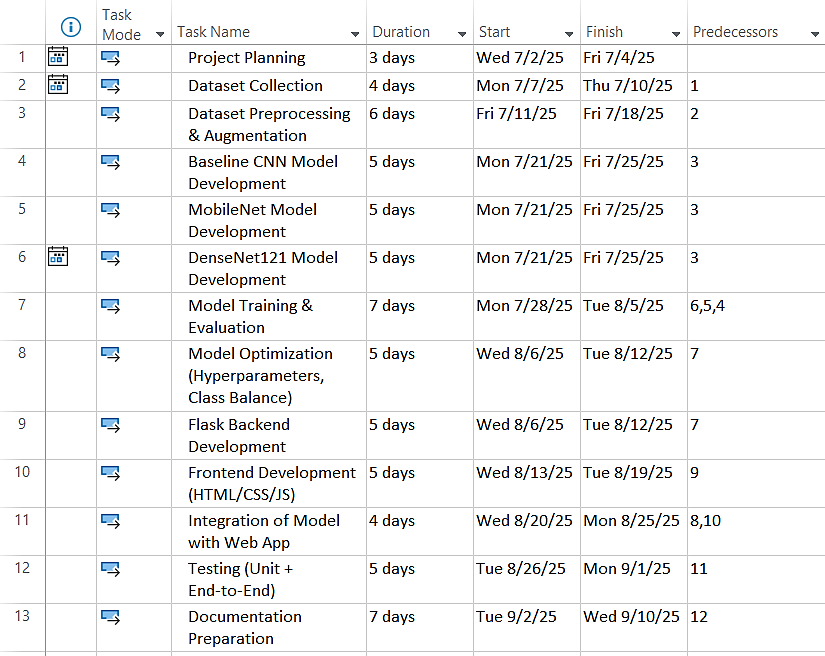 Task Mode Task Name Duration Start Finish Predecessors
1 Project Planning 3 days Wed 7/2/25 Fri 7/4/25
2 Dataset Collection 4 days Mon 7/7/25 Thu 7/10/25 1
3 Dataset Preprocessing 6 days Fri 7/11/25 Fri 7/18/25 2
& Augmentation
4 Baseline CNN Model 5 days Mon 7/21/25 Fri 7/25/25 3
Development
5 MobileNet Model 5 days Mon 7/21/25 Fri 7/25/25 3
Development
6 DenseNet121 Model 5 days Mon 7/21/25 Fri 7/25/25 3
Development
7 Model Training & 7 days Mon 7/28/25 Tue 8/5/25 6,5,4
Evaluation
8 Model Optimization 5 days Wed 8/6/25 Tue 8/12/25 7
(Hyperparameters,
Class Balance)
9 Flask Backend 5 days Wed 8/6/25 Tue 8/12/25 7
Development
10 Frontend Development 5 days Wed 8/13/25 Tue 8/19/25 9
(HTML/CSS/JS)
11 Integration of Model 4 days Wed 8/20/25 Mon 8/25/25 8,10
with Web App
12 Testing (Unit + 5 days Tue 8/26/25 Mon 9/1/25 11
End-to-End)
13 Documentation 7 days Tue 9/2/25 Wed 9/10/25 12
Preparation